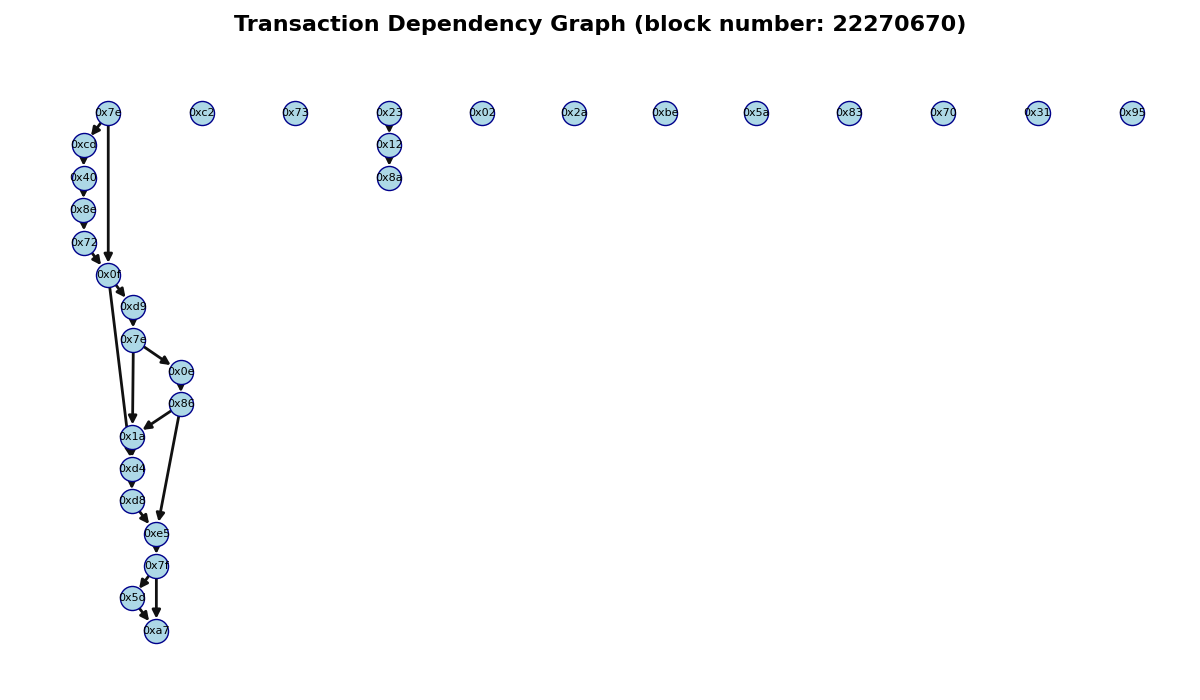 Transaction Dependency Graph (block number: 22270670)
0x7e 0xc2 0x73 0x23 0x02 0x2a 0xbe 0x5a 0x83 0x70 0x31 0x95
0xcd 0x12
0x40 0x8a
0x8e
0x72
0x0f
0xd9
0x7e
0x0e
0x86
0x1a
0xd4
0xd8
0xe5
0x7f
0x5d
0xa7